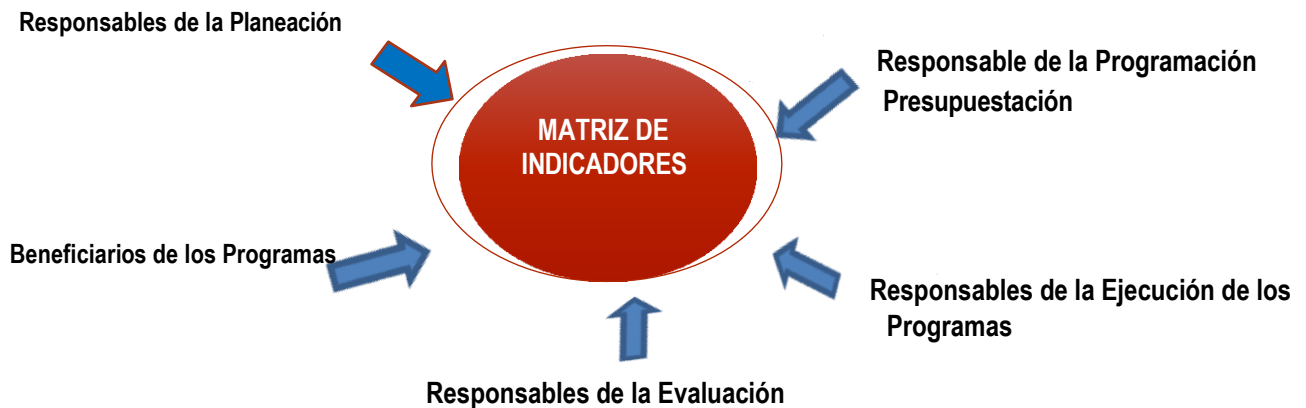 Responsables de la Planeación
Responsable de la Programación
Presupuestación
MATRIZ DE
INDICADORES
Beneficiarios de los Programas
Responsables de la Ejecución de los
Programas
Responsables de la Evaluación